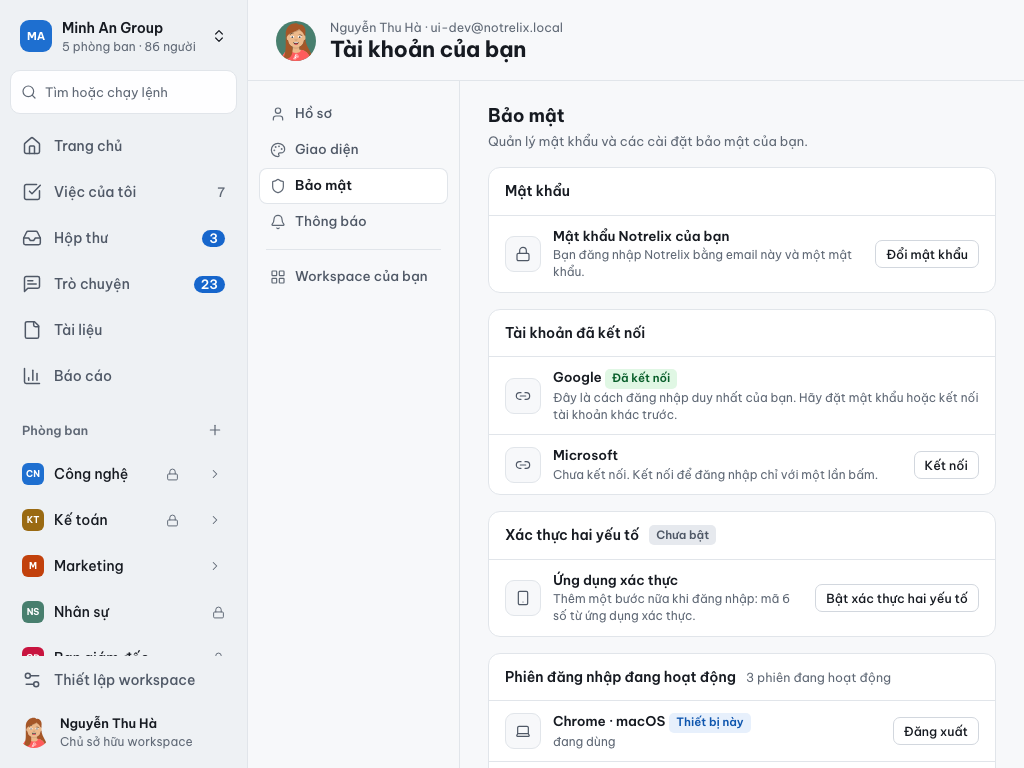 MA
Minh An Group
5 phòng ban · 86 người
Tìm hoặc chạy lệnh
Trang chủ
Việc của tôi 7
Hộp thư 3
Trò chuyện 23
Tài liệu
Báo cáo
Phòng ban
CN Công nghệ
KT Kế toán
M Marketing
NS Nhân sự
Ban giám đốc
Thiết lập workspace
Nguyễn Thu Hà
Chủ sở hữu workspace
Nguyễn Thu Hà · ui-dev@notrelix.local
Tài khoản của bạn
Hồ sơ
Giao diện
Bảo mật
Thông báo
Workspace của bạn
Bảo mật
Quản lý mật khẩu và các cài đặt bảo mật của bạn.
Mật khẩu
Mật khẩu Notrelix của bạn
Bạn đăng nhập Notrelix bằng email này và một mật
khẩu.
Đổi mật khẩu
Tài khoản đã kết nối
Google Đã kết nối
Đây là cách đăng nhập duy nhất của bạn. Hãy đặt mật khẩu hoặc kết nối
tài khoản khác trước.
Microsoft
Chưa kết nối. Kết nối để đăng nhập chỉ với một lần bấm.
Kết nối
Xác thực hai yếu tố Chưa bật
Ứng dụng xác thực
Thêm một bước nữa khi đăng nhập: mã 6
số từ ứng dụng xác thực.
Bật xác thực hai yếu tố
Phiên đăng nhập đang hoạt động 3 phiên đang hoạt động
Chrome · macOS Thiết bị này
đang dùng
Đăng xuất